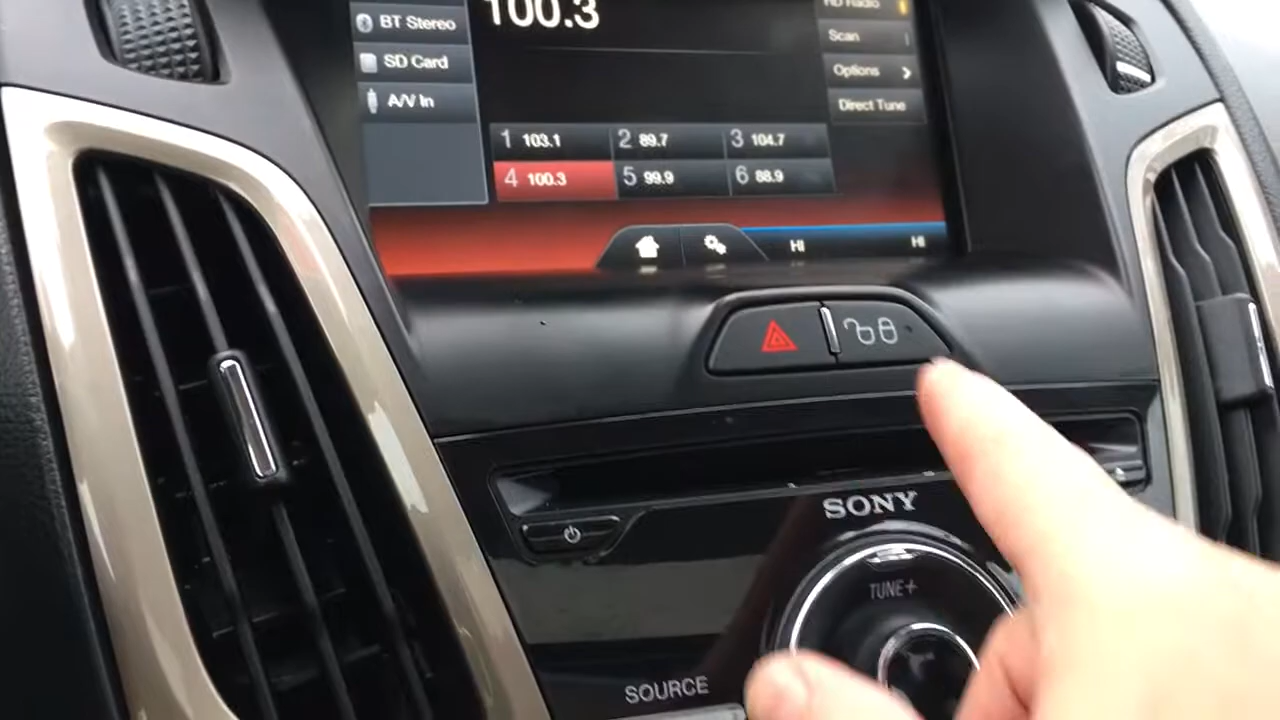 BT Stereo
SD Card
A/V In
100.3
HD Radio
Scan
Options
Direct Tune
1 103.1
2 89.7
3 104.7
4 100.3
5 99.9
6 88.9
HI
HI
SONY
TUNE+
SOURCE